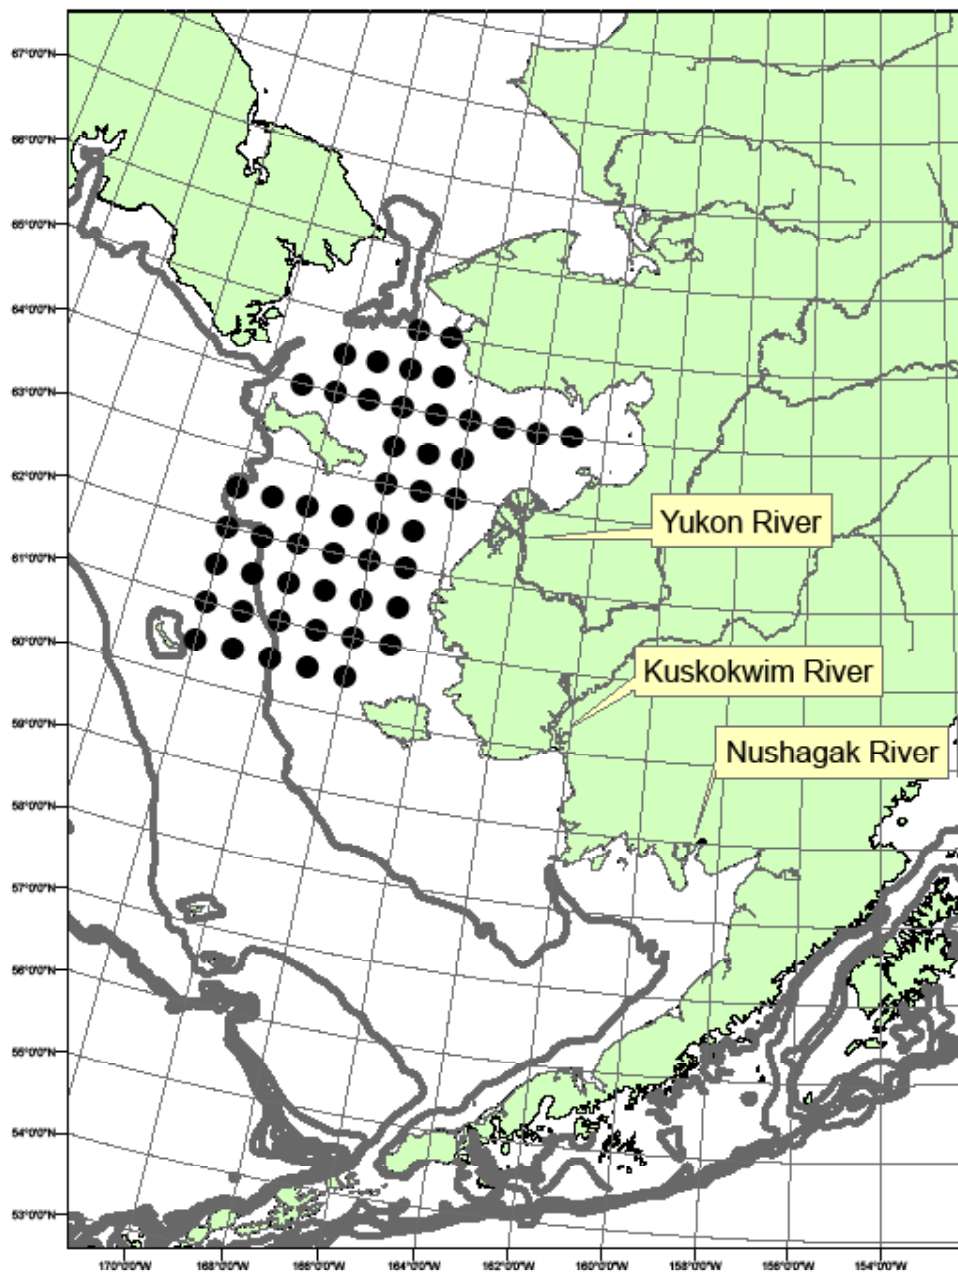 67°0'0"N
66°0'0"N
65°0'0"N
64°0'0"N
63°0'0"N
62°0'0"N
61°0'0"N
60°0'0"N
59°0'0"N
58°0'0"N
57°0'0"N
56°0'0"N
55°0'0"N
54°0'0"N
53°0'0"N
Yukon River
Kuskokwim River
Nushagak River
170°0'0"W
168°0'0"W
166°0'0"W
164°0'0"W
162°0'0"W
160°0'0"W
158°0'0"W
156°0'0"W
154°0'0"W